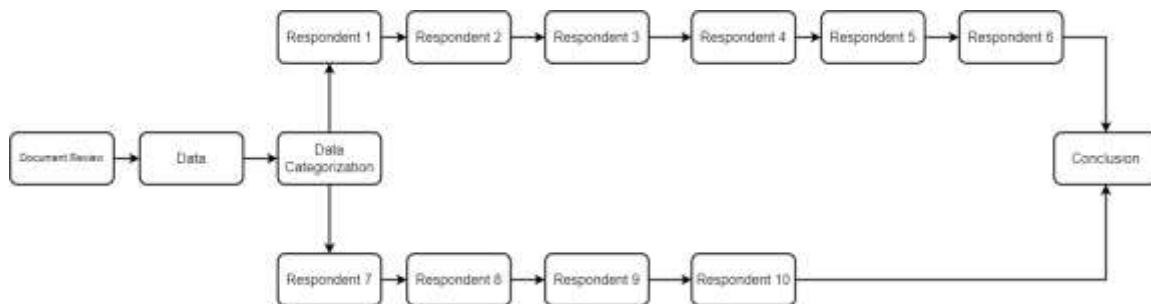 Respondent 1
Respondent 2
Respondent 3
Respondent 4
Respondent 5
Respondent 6
Document Review
Data
Data
Categorization
Conclusion
Respondent 7
Respondent 8
Respondent 9
Respondent 10